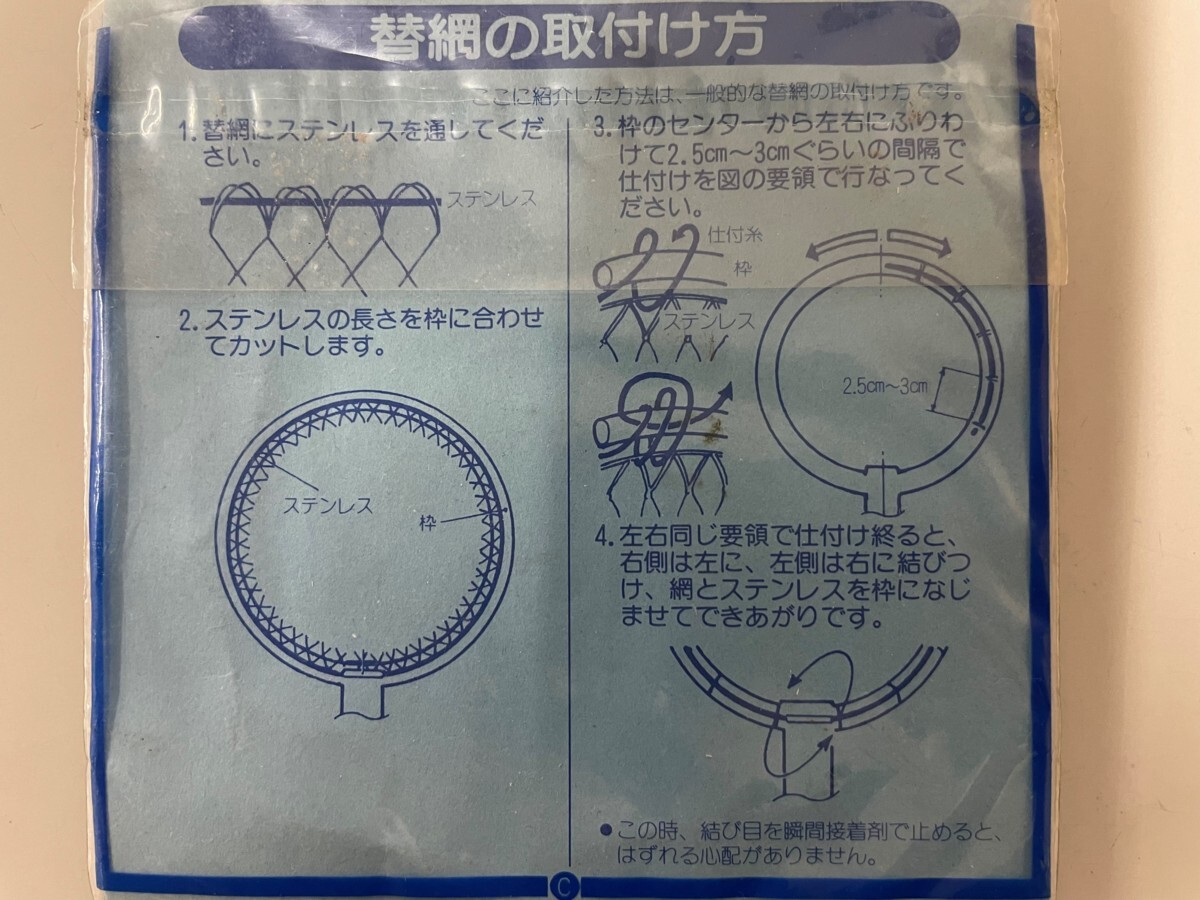 替網の取付け方
ここに紹介した方法は、一般的な替網の取付け方です。
1.替網にステンレスを通してくだ
さい。
ステンレス
2.ステンレスの長さを枠に合わせ
てカットします。
ステンレス
枠
3.枠のセンターから左右にふりわ
けて2.5cm～3cmぐらいの間隔で
仕付けを図の要領で行なってく
ださい。
仕付糸
枠
ステンレス
2.5cm～3cm
4.左右同じ要領で仕付け終ると、
右側は左に、左側は右に結びつ
け、網とステンレスを枠になじ
ませてできあがりです。
●この時、結び目を瞬間接着剤で止めると、
はずれる心配がありません。
C